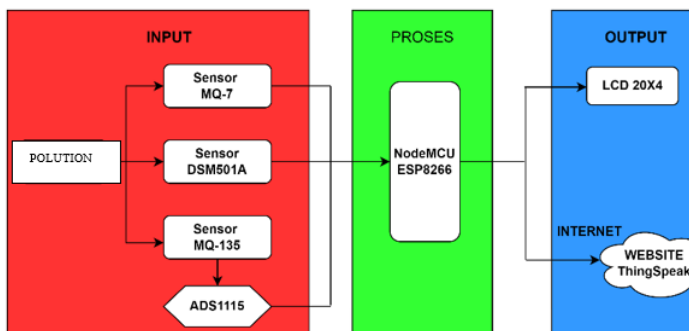 INPUT
PROSES
OUTPUT
Sensor
MQ-7
POLUTION
Sensor
DSM501A
Sensor
MQ-135
ADS1115
NodeMCU
ESP8266
LCD 20X4
INTERNET
WEBSITE
ThingSpeak